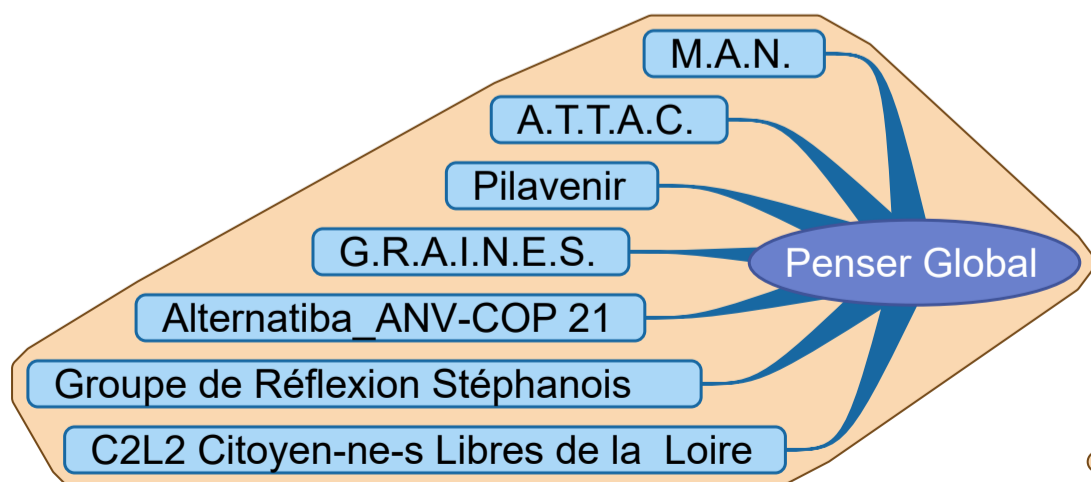 M.A.N.
A.T.T.A.C.
Pilavenir
G.R.A.I.N.E.S.
Penser Global
Alternatiba_ANV-COP 21
Groupe de Réflexion Stéphanois
C2L2 Citoyen-ne-s Libres de la  Loire